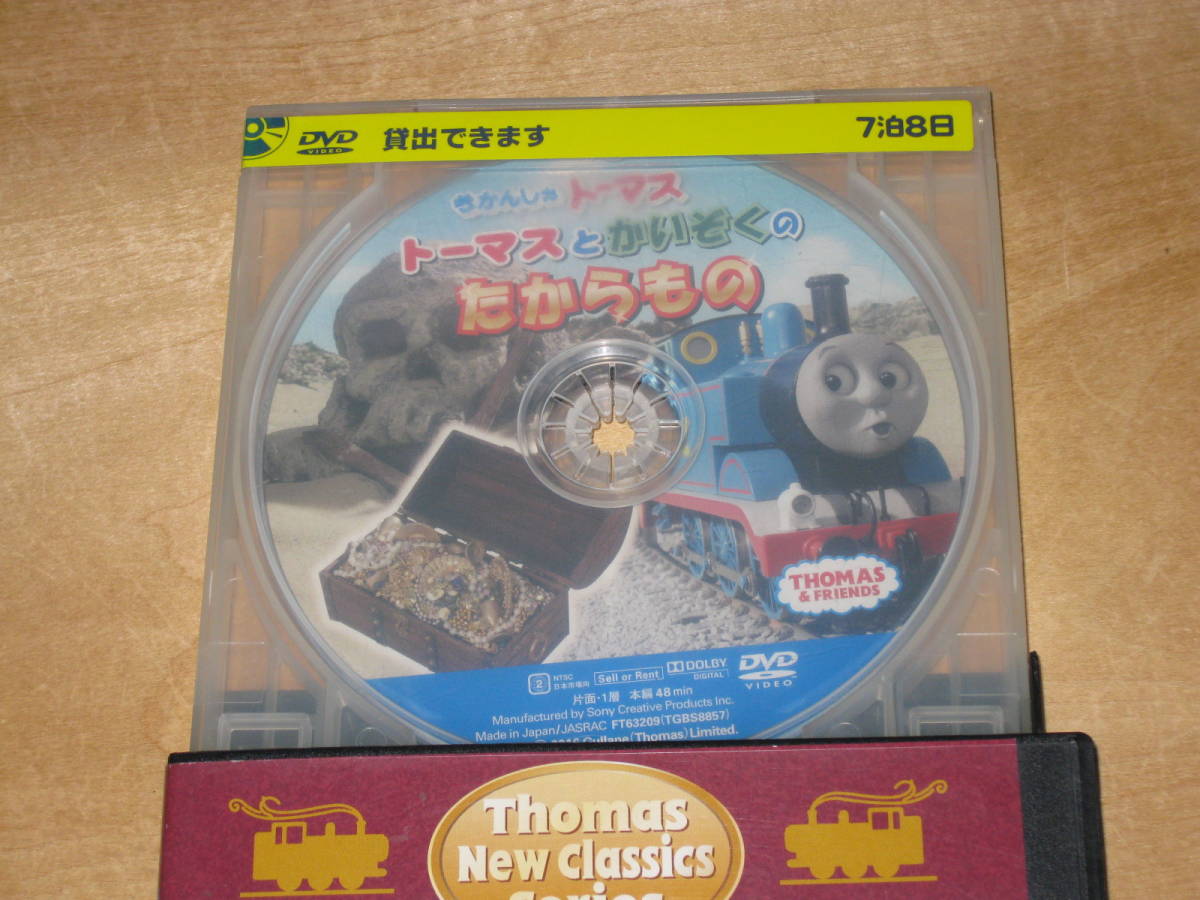 DVD VIDEO 貸出できます 7泊8日
きかんしゃ トーマス
トーマスとかいぞくの
たからもの
THOMAS
& FRIENDS
2 NTSC 日本市場向 Sell or Rent DOLBY DIGITAL DVD VIDEO
片面・1層 本編 48 min
Manufactured by Sony Creative Products Inc.
Made in Japan/JASRAC FT63209(TGBS8857)
Gullane (Thomas) Limited.
Thomas
New Classics
Series